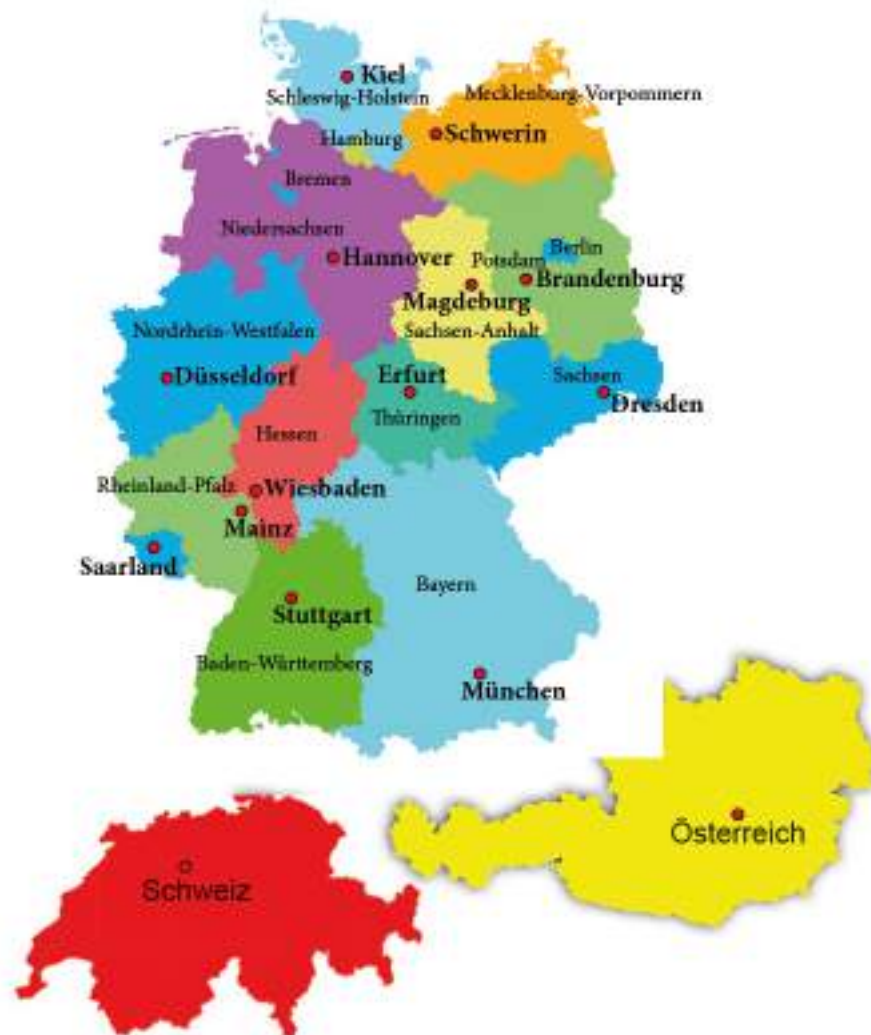 Kiel
Schleswig-Holstein
Mecklenburg-Vorpommern
Hamburg
Schwerin
Bremen
Niedersachsen
Hannover
Berlin
Potsdam
Brandenburg
Magdeburg
Sachsen-Anhalt
Nordrhein-Westfalen
Düsseldorf
Erfurt
Thüringen
Sachsen
Dresden
Hessen
Rheinland-Pfalz
Wiesbaden
Mainz
Saarland
Bayern
Stuttgart
Baden-Württemberg
München
Österreich
Schweiz